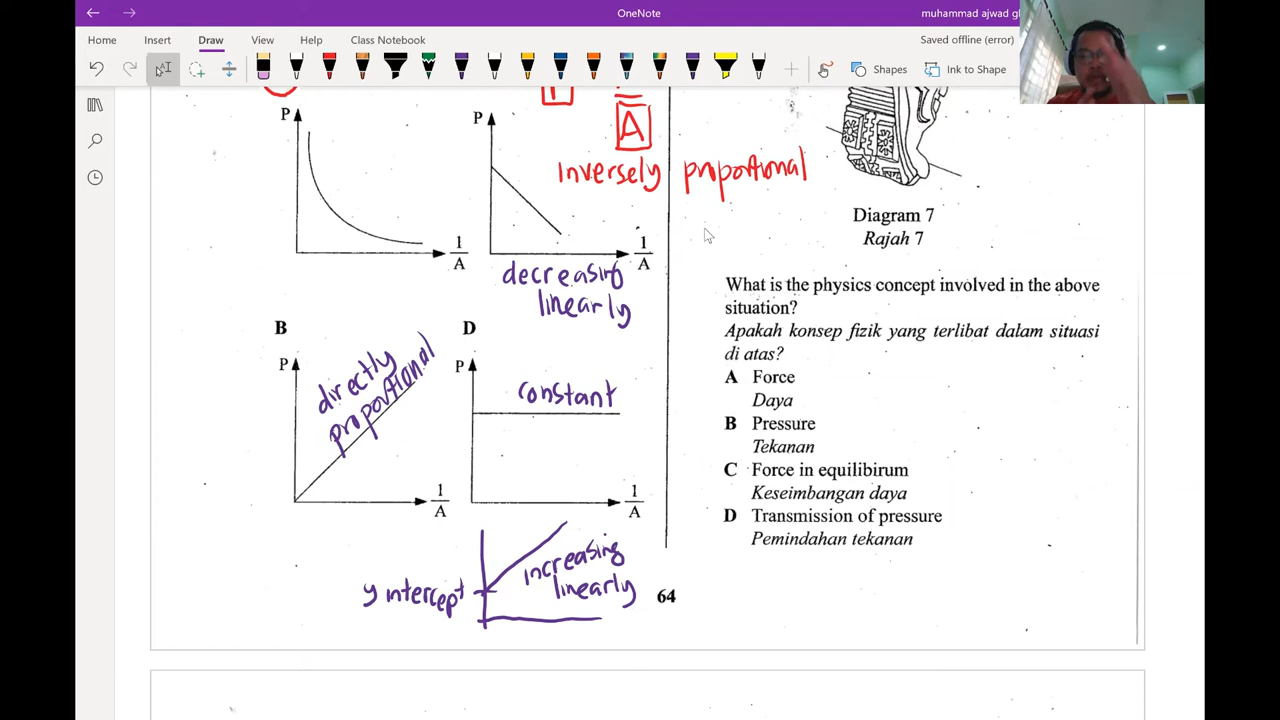 OneNote
muhammad ajwad
Home Insert Draw View Help Class Notebook
Saved offline (error)
Shapes
Ink to Shape
P
1
A
P
A
inversely proportional
1
A
decreasing
linearly
B
P
directly
proportional
1
A
D
P
constant
1
A
y intercept
increasing
linearly
64
Diagram 7
Rajah 7
What is the physics concept involved in the above
situation?
Apakah konsep fizik yang terlibat dalam situasi
di atas?
A Force
Daya
B Pressure
Tekanan
C Force in equilibirum
Keseimbangan daya
D Transmission of pressure
Pemindahan tekanan